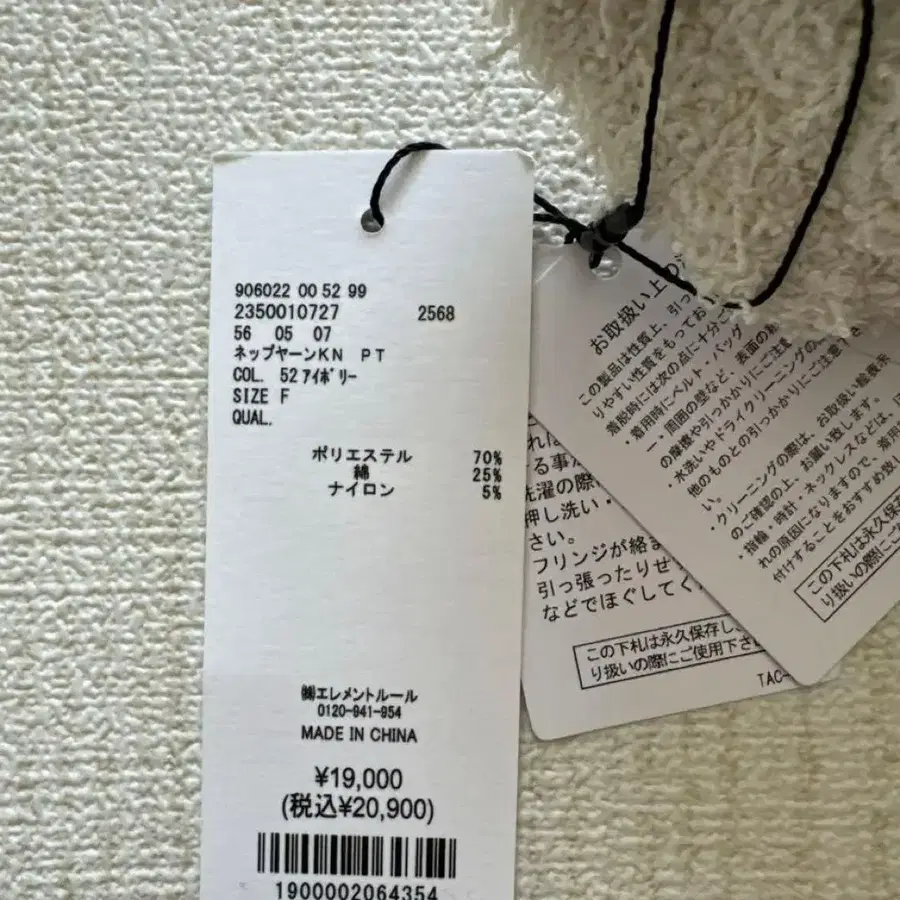 906022 00 52 99
2350010727 2568
56 05 07
ネップヤーンKN PT
COL. 52 ｱｲﾎﾞﾘｰ
SIZE F
QUAL.
ポリエステル 70%
綿 25%
ナイロン 5%
㈱エレメントルール
0120-941-954
MADE IN CHINA
¥19,000
(税込¥20,900)
1900002064354
お取扱い上の
この製品は性質上、引っ
りやすい性質をもってお
着脱時には次の点に十分ご
・着用時にベルト、バッグ
ー・周囲の壁など、表面の粗
の摩擦や引っかかりにご注意
・水洗いやドライクリーニングの
他のものとの引っかかりにご注意
い。
・クリーニングの際は、お取扱い絵表示
のご確認の上、お願い致します。
・指輪・時計・ネックレスなどは、
れの原因になりますので、着用
付けすることをおすすめ致し
この下札は永久保存
り扱いの際にご
る事が
洗濯の際
押し洗い・
さい。
フリンジが絡ま
引っ張ったりせ
などでほぐしてく
この下札は永久保存し、
り扱いの際にご使用下さ
TAC-